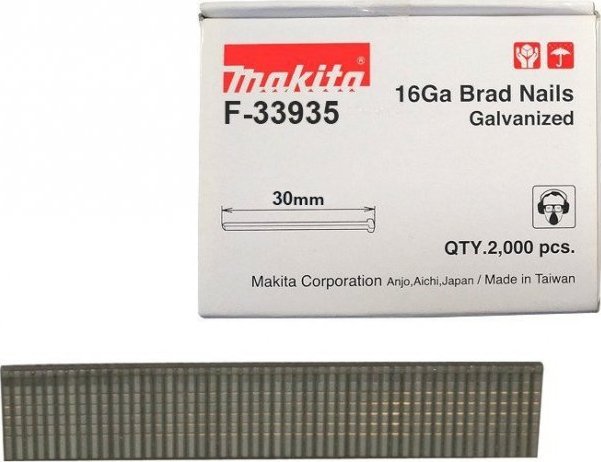 makita®
F-33935
16Ga Brad Nails
Galvanized
30mm
QTY.2,000 pcs.
Makita Corporation Anjo,Aichi,Japan / Made in Taiwan